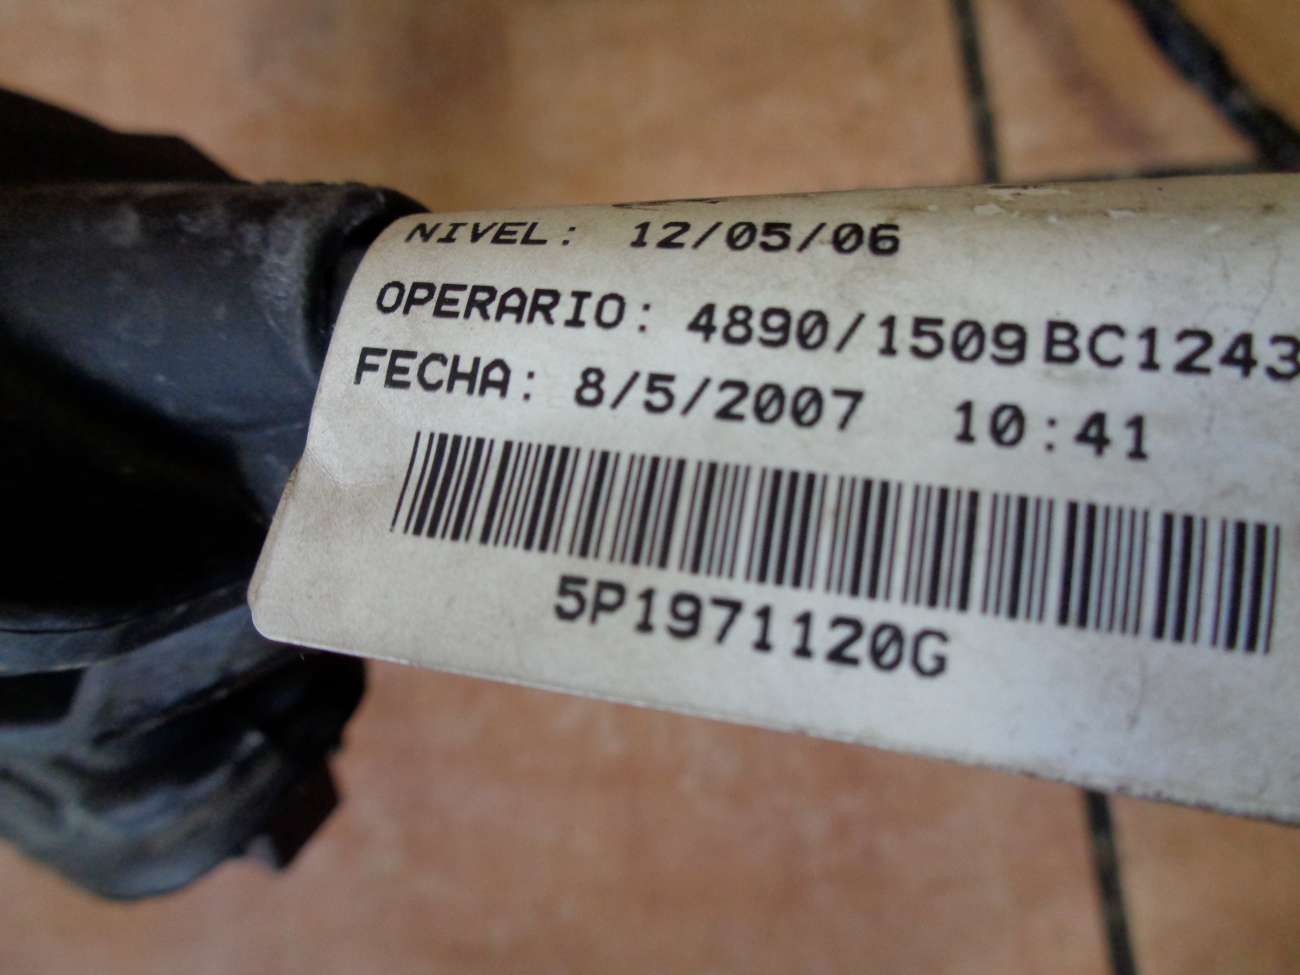 NIVEL: 12/05/06
OPERARIO: 4890/1509 BC1243
FECHA: 8/5/2007 10:41
5P1971120G